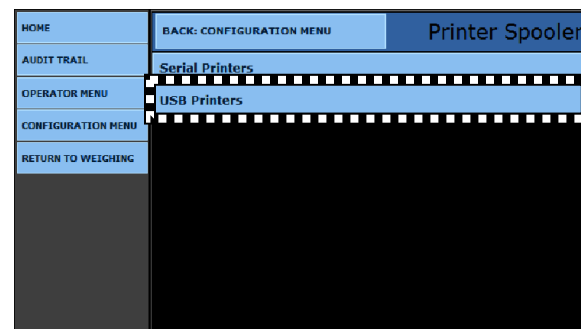 HOME
BACK: CONFIGURATION MENU
Printer Spooler
AUDIT TRAIL
Serial Printers
OPERATOR MENU
USB Printers
CONFIGURATION MENU
RETURN TO WEIGHING